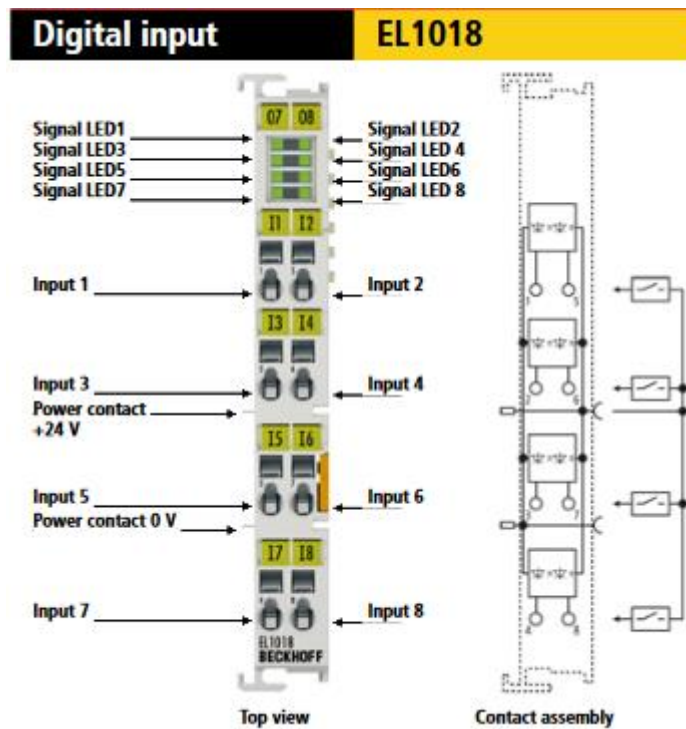 Digital input EL1018
07 08
Signal LED1 Signal LED2
Signal LED3 Signal LED 4
Signal LED5 Signal LED6
Signal LED7 Signal LED 8
I1 I2
Input 1 Input 2
I3 I4
Input 3 Input 4
Power contact
+24 V
I5 I6
Input 5 Input 6
Power contact 0 V
I7 I8
Input 7 Input 8
EL1018
BECKHOFF
Top view Contact assembly